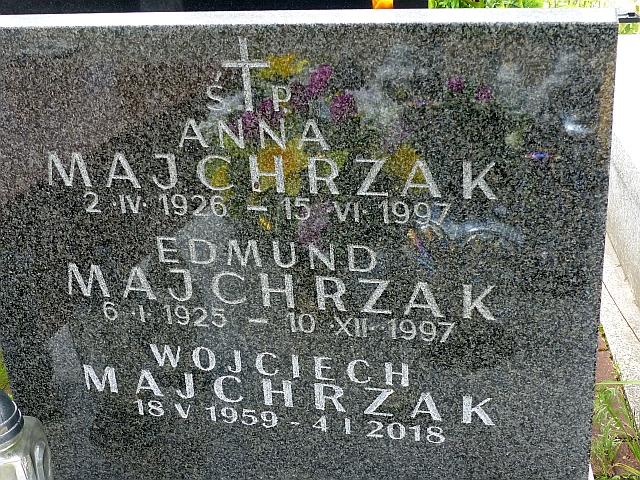 Ś P
ANNA
MAJCHRZAK
2·IV·1926 – 15·VI·1997
EDMUND
MAJCHRZAK
6·I·1925 – 10·XII·1997
WOJCIECH
MAJCHRZAK
18 V 1959 - 4 I 2018